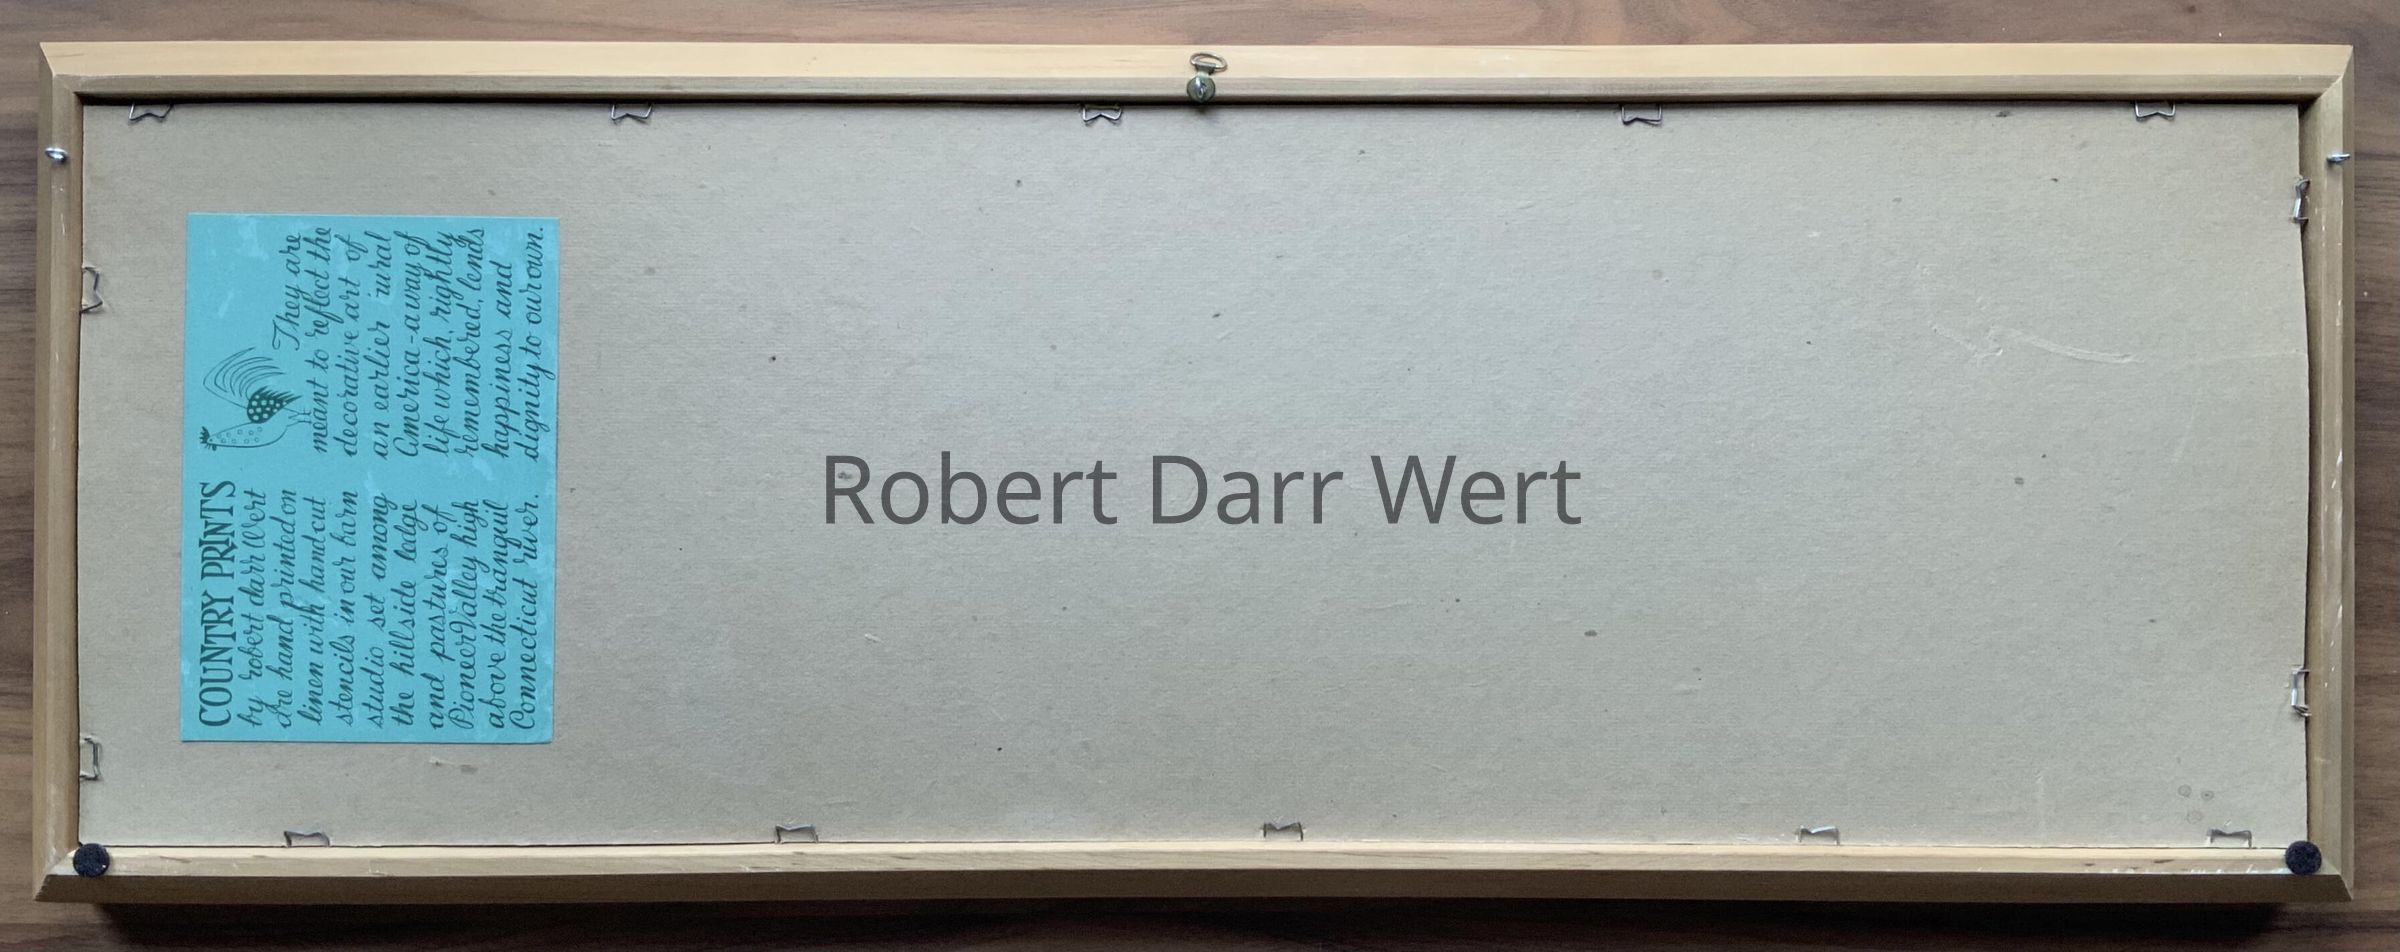 COUNTRY PRINTS
by robert darr Wert
are hand printed on
linen with hand cut
stencils in our barn
studio set among
the hillside ledge
and pastures of
Pioneer Valley high
above the tranquil
Connecticut river.
They are
meant to reflect the
decorative art of
an earlier rural
America - a way of
life which, rightly
remembered, lends
happiness and
dignity to our own.
Robert Darr Wert